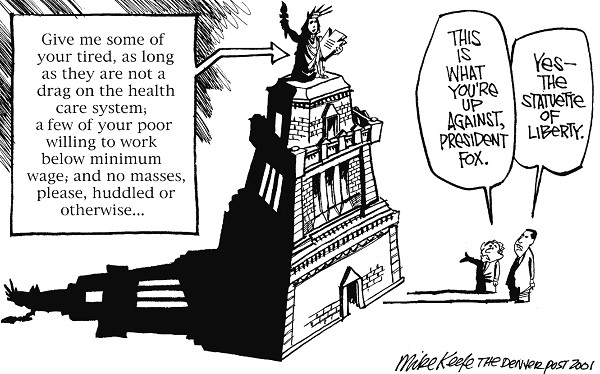 Give me some of
your tired, as long
as they are not a
drag on the health
care system;
a few of your poor
willing to work
below minimum
wage; and no masses,
please, huddled or
otherwise...
THIS
IS
WHAT
YOU'RE
UP
AGAINST,
PRESIDENT
FOX.
YES—
THE
STATUETTE
OF
LIBERTY.
MIKE KEEFE THE DENVER POST 2001